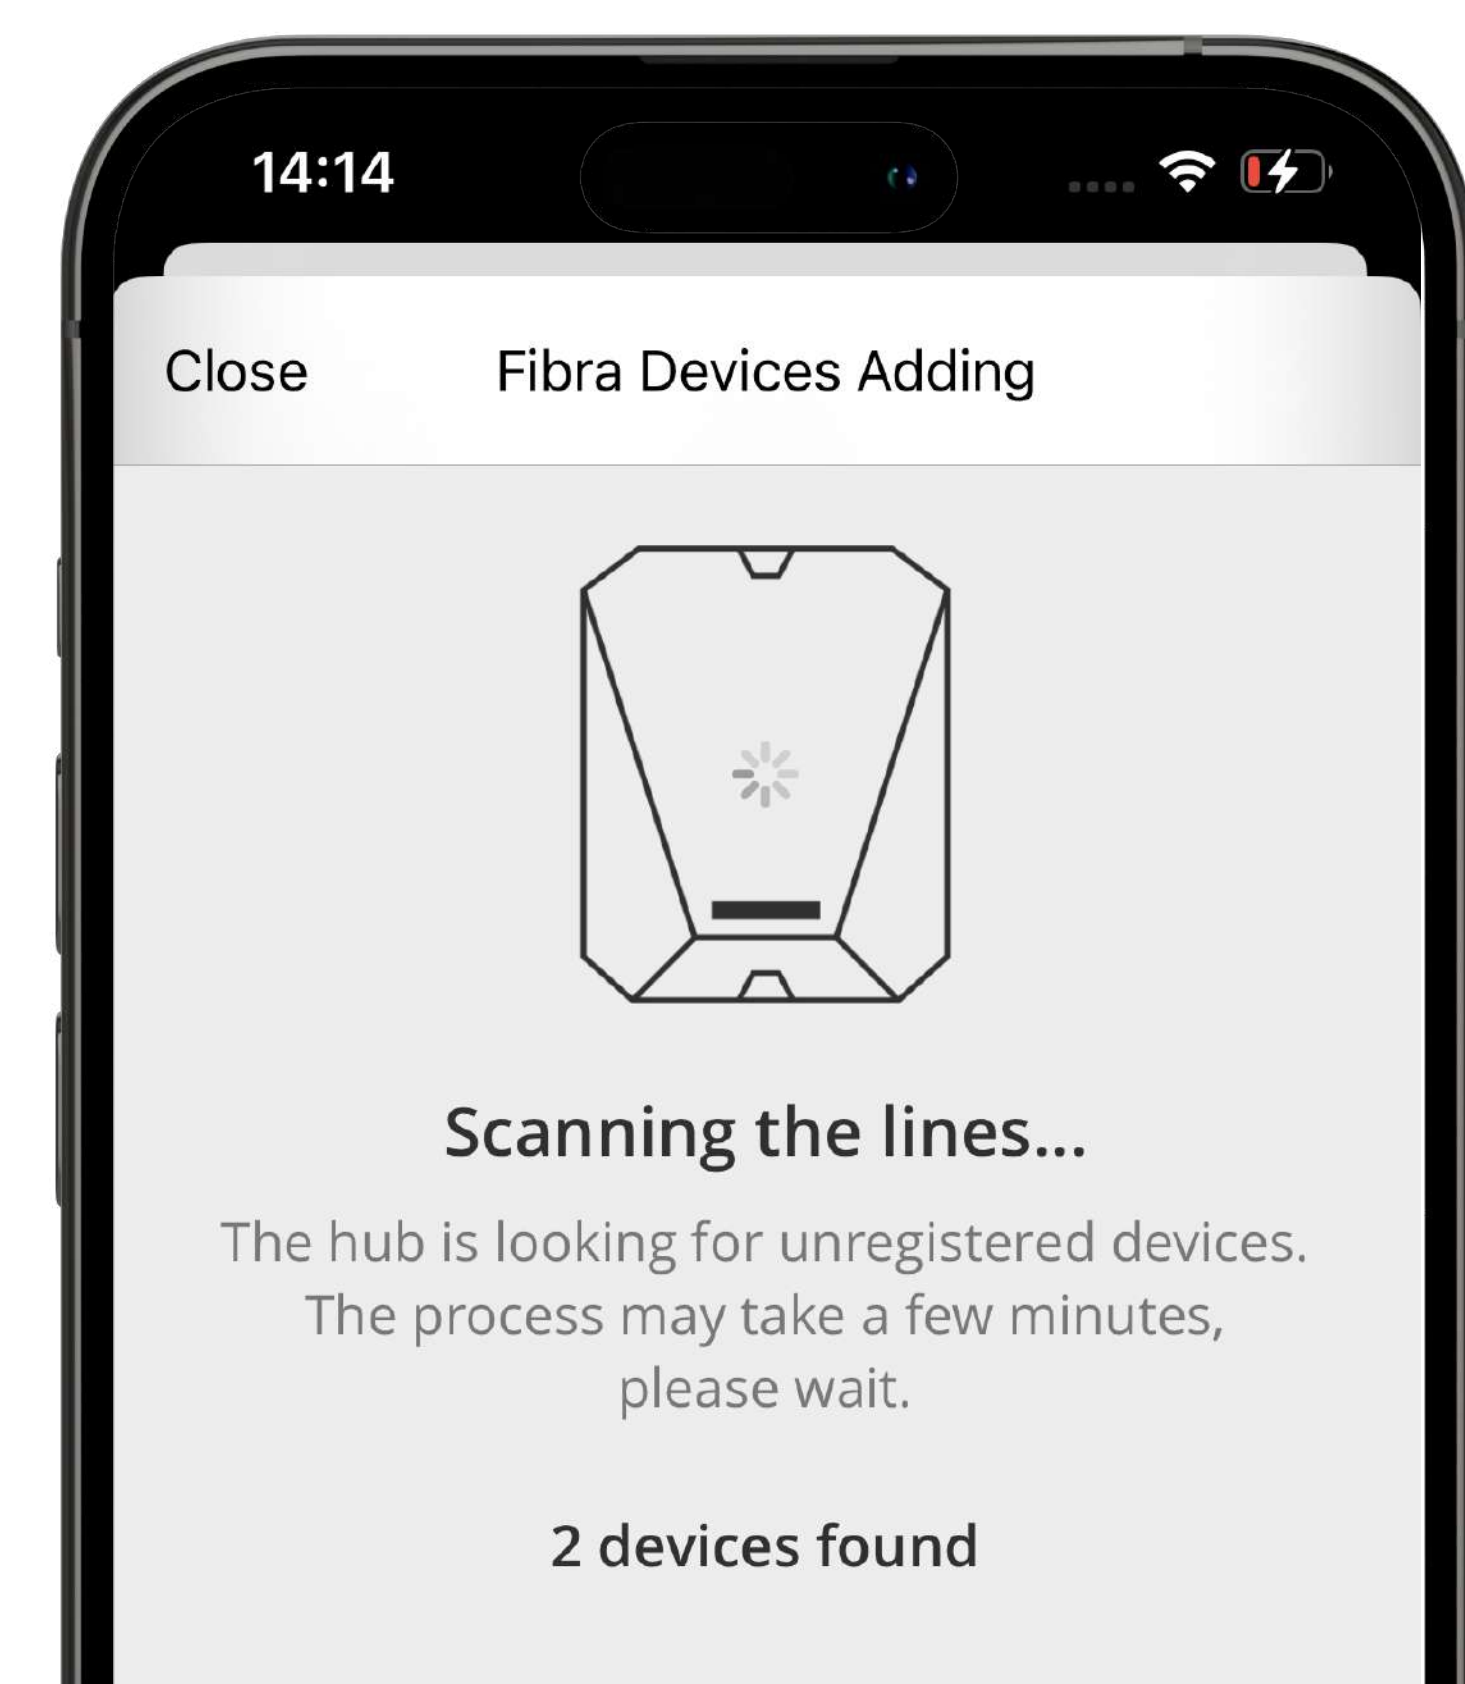 14:14
Close
Fibra Devices Adding
Scanning the lines...
The hub is looking for unregistered devices.
The process may take a few minutes,
please wait.
2 devices found